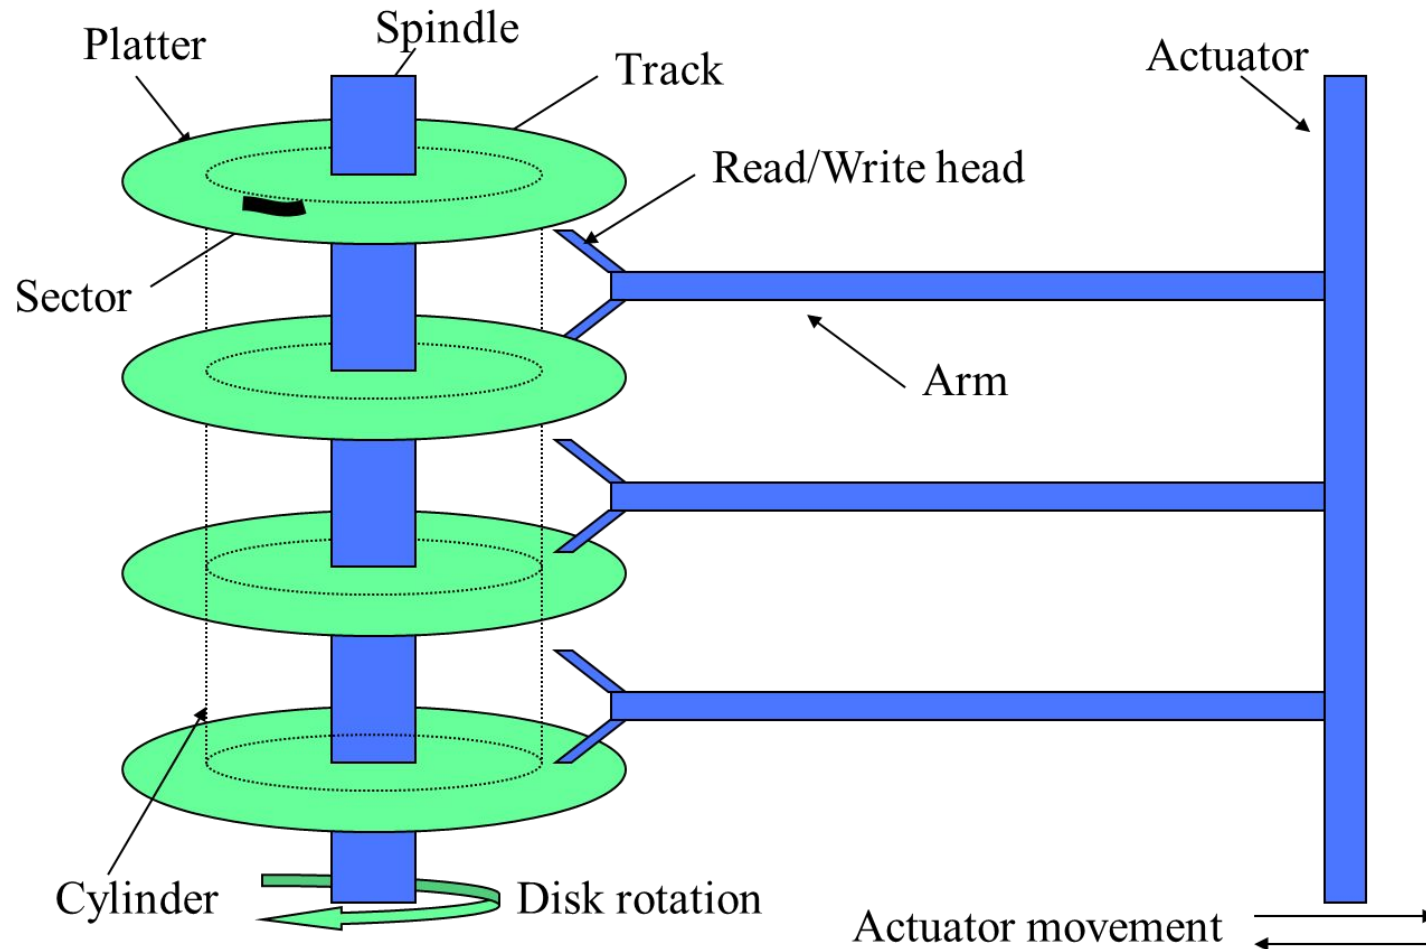 Spindle
Platter
Track
Actuator
Read/Write head
Sector
Arm
Cylinder
Disk rotation
Actuator movement